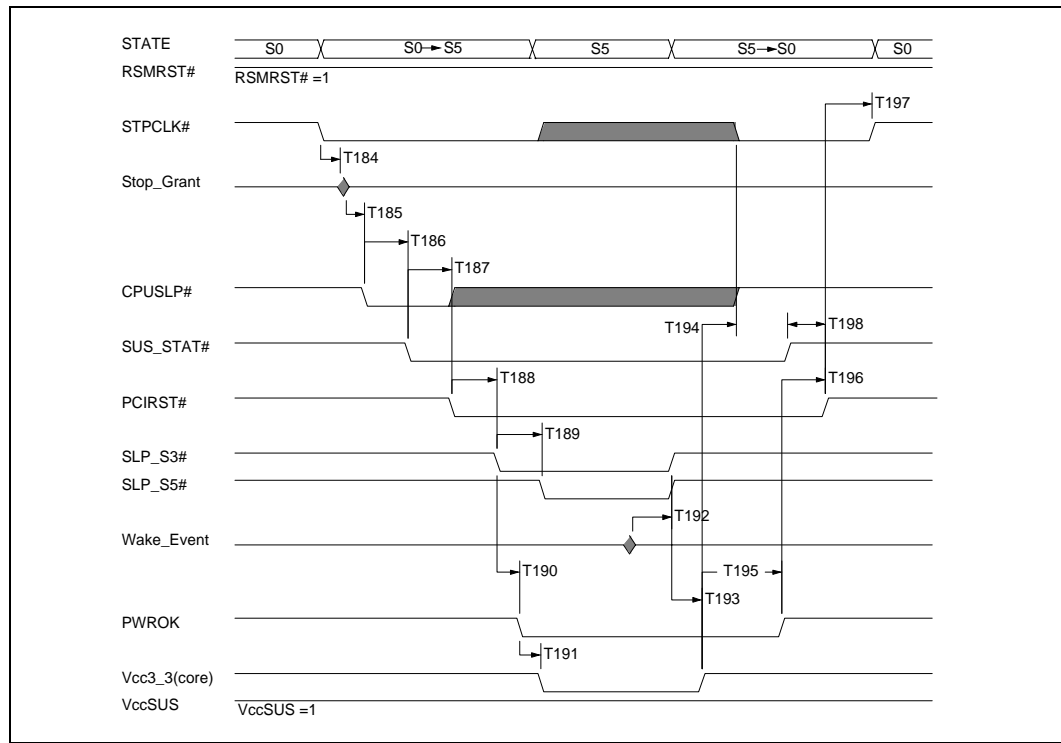 STATE S0 S0 S5 S5 S5 S0 S0
RSMRST# RSMRST# =1
T197
STPCLK#
T184
Stop_Grant
T185
T186
T187
CPUSLP#
T194 T198
SUS_STAT#
T188 T196
PCIRST#
T189
SLP_S3#
SLP_S5#
T192
Wake_Event
T190 T195
T193
PWROK
T191
Vcc3_3(core)
VccSUS VccSUS =1